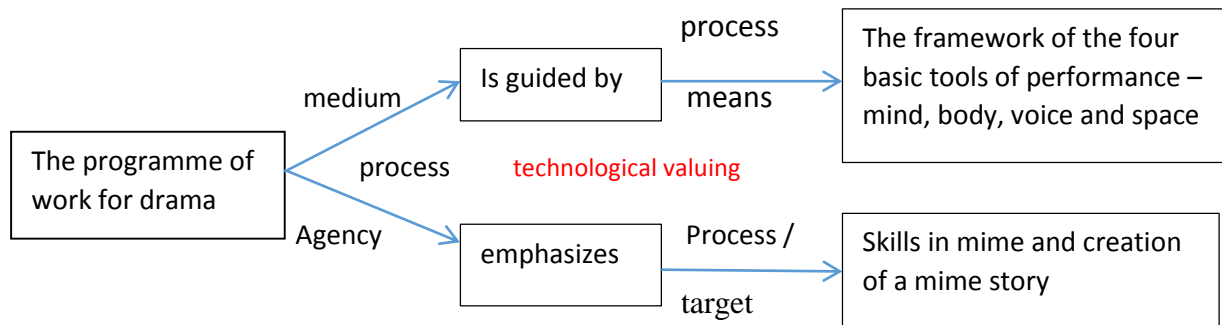 The programme of
work for drama
medium
process
Agency
Is guided by
technological valuing
emphasizes
process
means
Process /
target
The framework of the four
basic tools of performance –
mind, body, voice and space
Skills in mime and creation
of a mime story